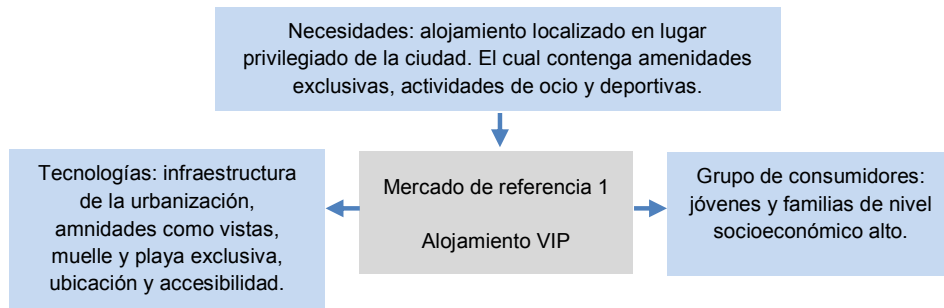 Necesidades: alojamiento localizado en lugar
privilegiado de la ciudad. El cual contenga amenidades
exclusivas, actividades de ocio y deportivas.
Tecnologías: infraestructura
de la urbanización,
amnidades como vistas,
muelle y playa exclusiva,
ubicación y accesibilidad.
Mercado de referencia 1
Alojamiento VIP
Grupo de consumidores:
jóvenes y familias de nivel
socioeconómico alto.